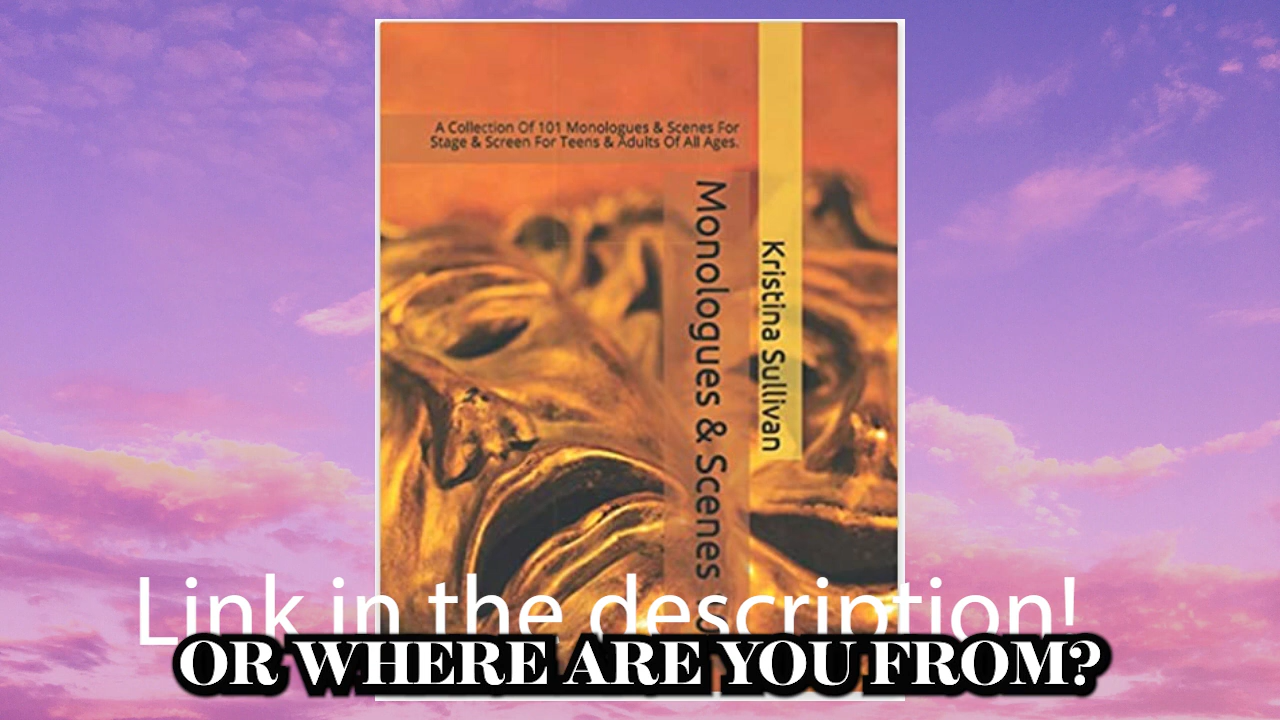 A Collection Of 101 Monologues & Scenes For
Stage & Screen For Teens & Adults Of All Ages.
Monologues & Scenes
Kristina Sullivan
Link in the description!
OR WHERE ARE YOU FROM?